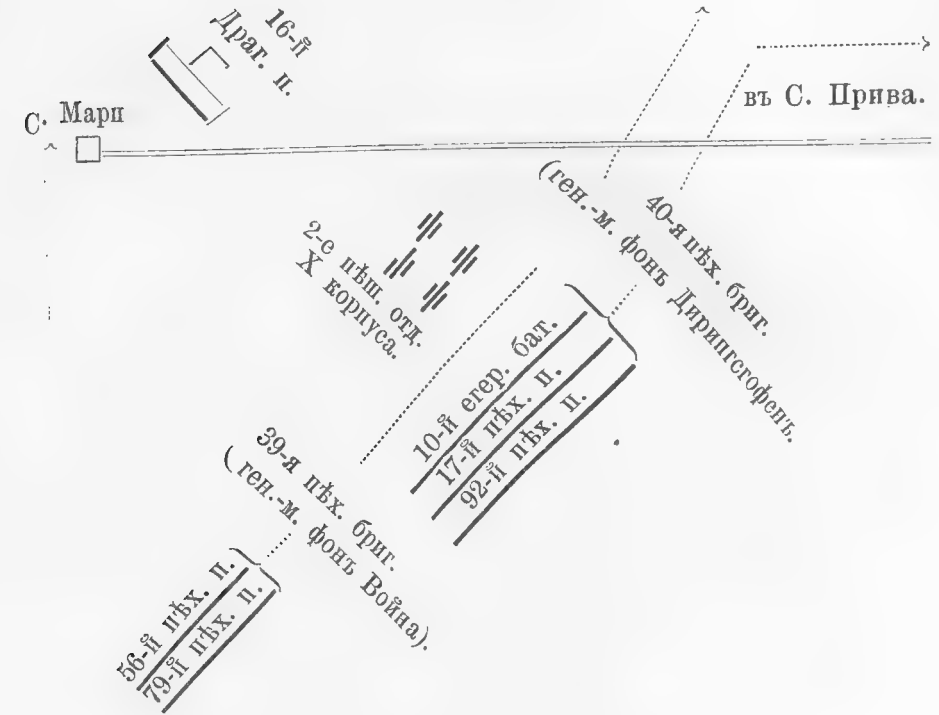 16-й
Драг. п.
С. Мари
въ С. Прива.
40-я пѣх. бриг.
(ген.-м. фонъ Дирингсгофенъ.
2-е пѣш. отд.
X корпуса.
10-й егер. бат.
17-й пѣх. п.
92-й пѣх. п.
39-я пѣх. бриг.
(ген.-м. фонъ Война).
56-й пѣх. п.
79-й пѣх. п.